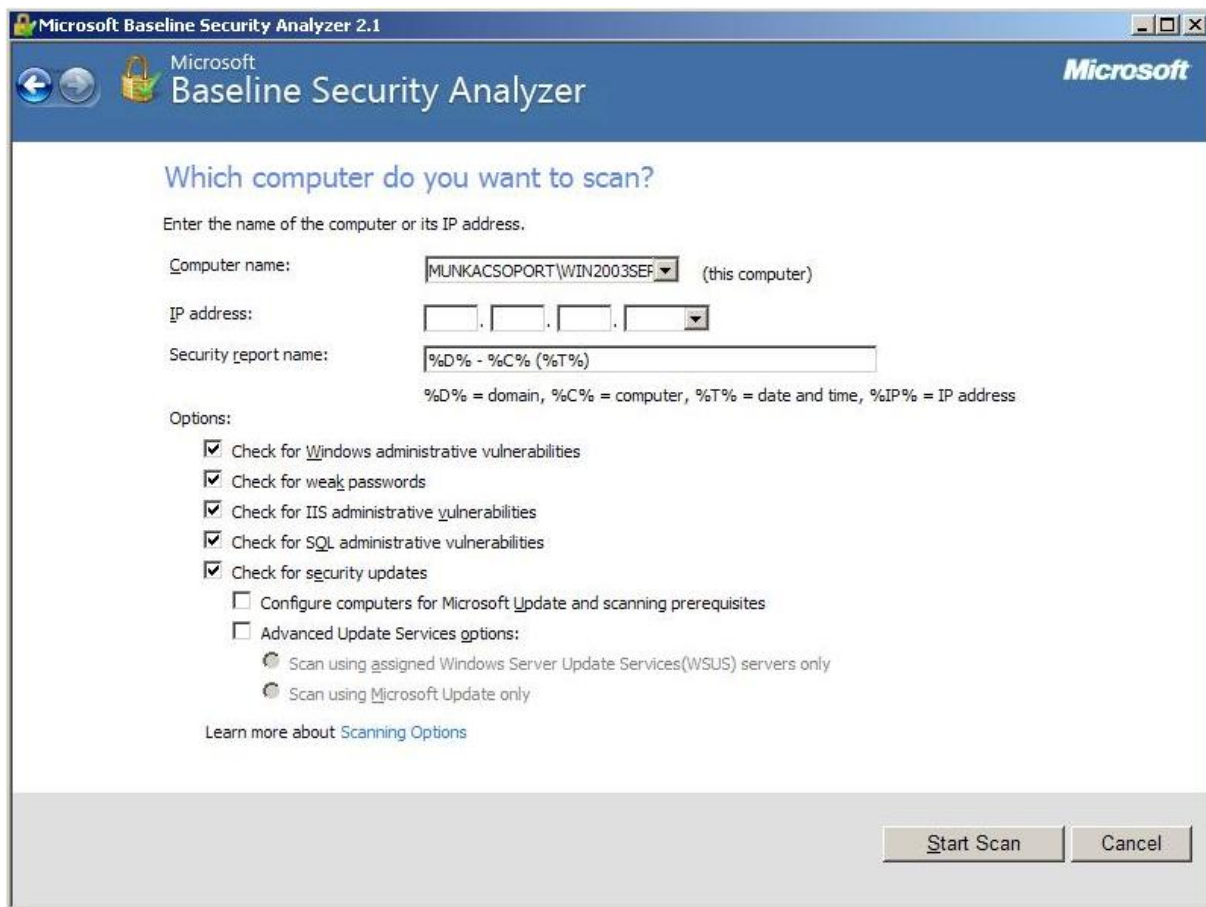 Microsoft Baseline Security Analyzer 2.1
Microsoft
Baseline Security Analyzer
Microsoft
Which computer do you want to scan?
Enter the name of the computer or its IP address.
Computer name: MUNKACSOPORT\WIN2003SER (this computer)
IP address: . . .
Security report name: %D% - %C% (%T%)
%D% = domain, %C% = computer, %T% = date and time, %IP% = IP address
Options:
Check for Windows administrative vulnerabilities
Check for weak passwords
Check for IIS administrative vulnerabilities
Check for SQL administrative vulnerabilities
Check for security updates
Configure computers for Microsoft Update and scanning prerequisites
Advanced Update Services options:
Scan using assigned Windows Server Update Services(WSUS) servers only
Scan using Microsoft Update only
Learn more about Scanning Options
Start Scan Cancel